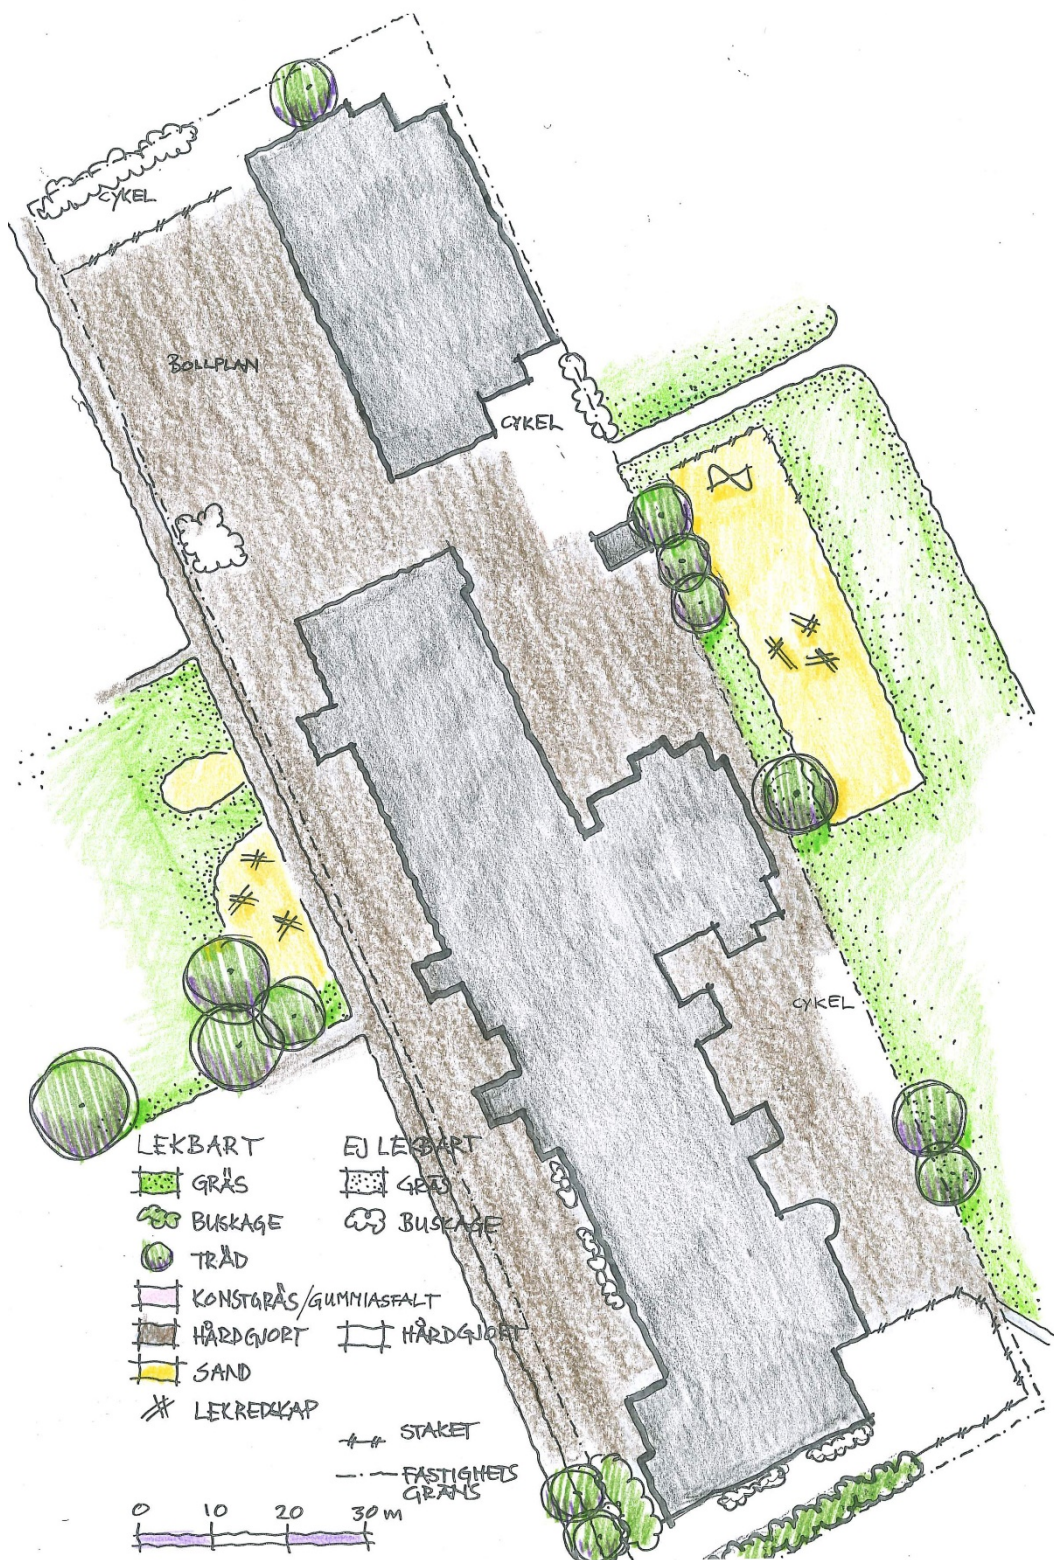 CYKEL
BOLLPLAN
CYKEL
CYKEL
LEKBART
GRÄS
BUSKAGE
TRÄD
KONSTGRÄS/GUMMIASFALT
HÅRDGJORT
SAND
LEKREDSKAP
EJ LEKBART
GRÄS
BUSKAGE
HÅRDGJORT
STAKET
FASTIGHETS
GRÄNS
0 10 20 30 m